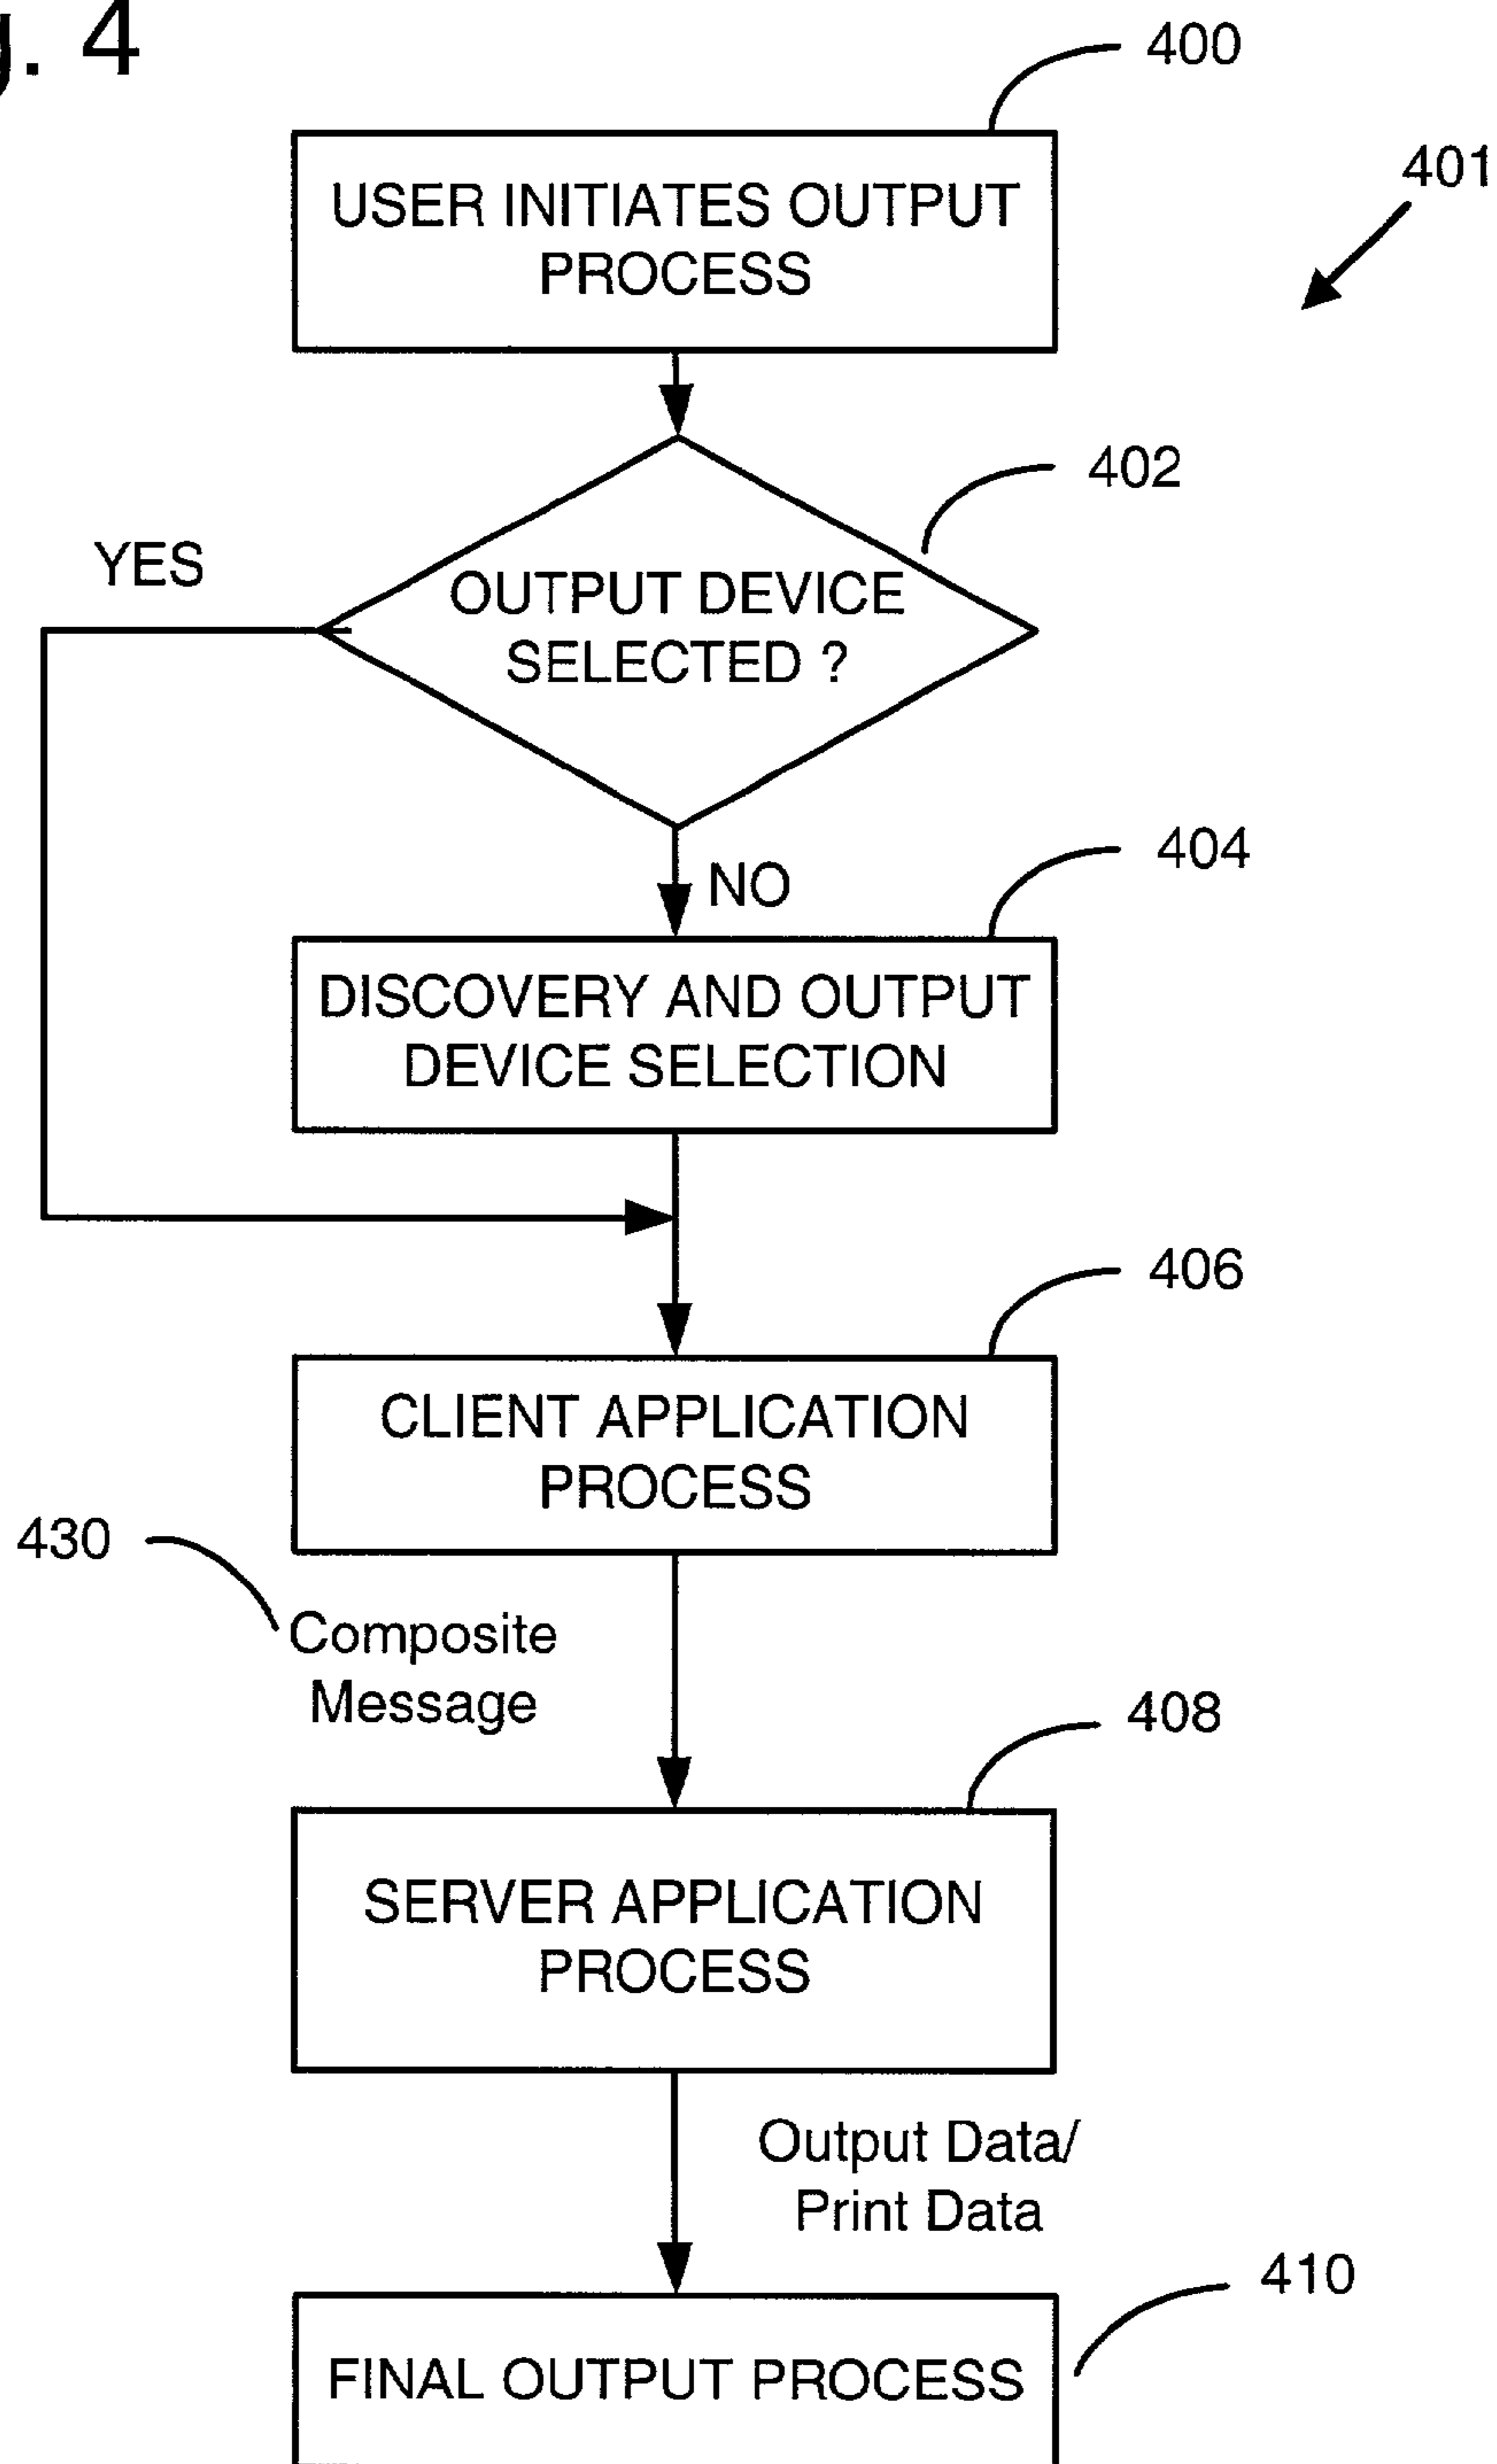 g. 4
400
401
USER INITIATES OUTPUT
PROCESS
402
YES
OUTPUT DEVICE
SELECTED ?
404
NO
DISCOVERY AND OUTPUT
DEVICE SELECTION
406
CLIENT APPLICATION
PROCESS
430
Composite
Message
408
SERVER APPLICATION
PROCESS
Output Data/
Print Data
410
FINAL OUTPUT PROCESS